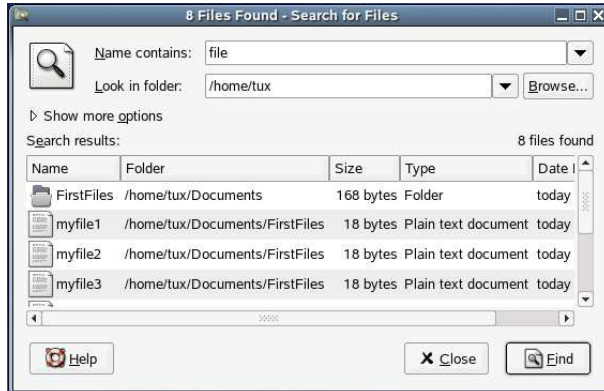 8 Files Found - Search for Files
Name contains: file
Look in folder: /home/tux Browse...
Show more options
Search results: 8 files found
Name Folder Size Type Date
FirstFiles /home/tux/Documents 168 bytes Folder today
myfile1 /home/tux/Documents/FirstFiles 18 bytes Plain text document today
myfile2 /home/tux/Documents/FirstFiles 18 bytes Plain text document today
myfile3 /home/tux/Documents/FirstFiles 18 bytes Plain text document today
Help Close Find